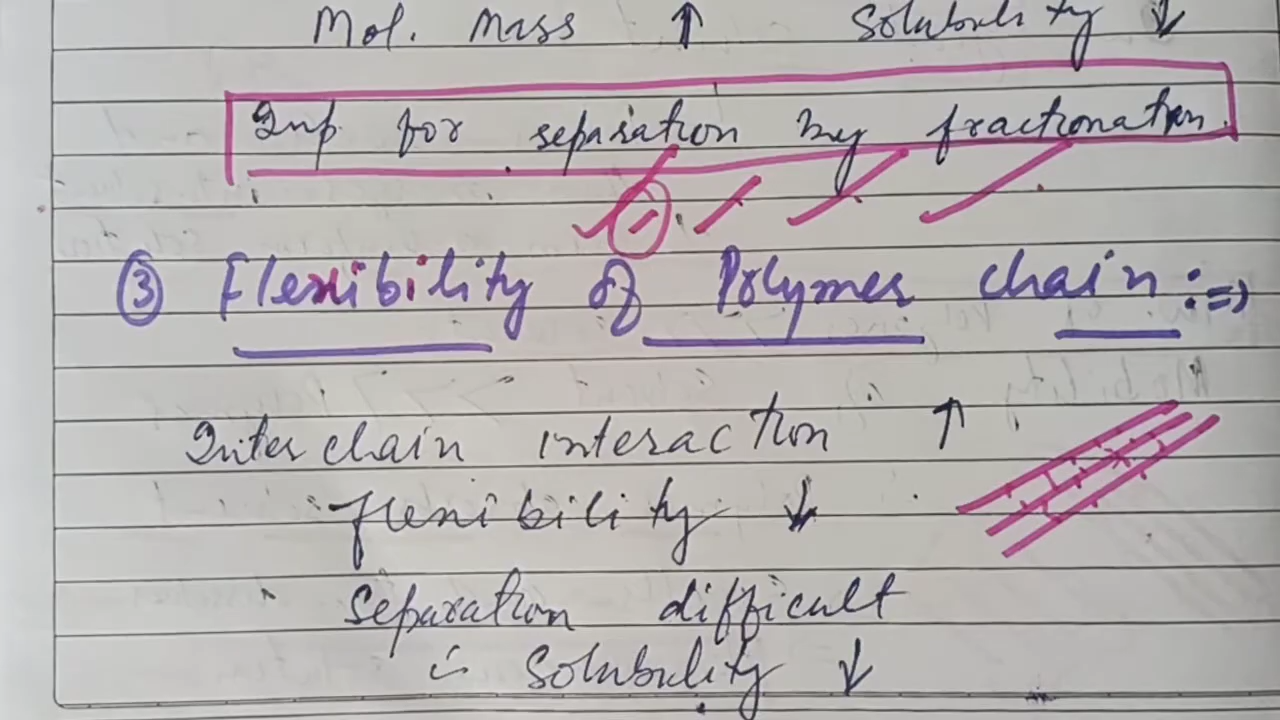 Mol. Mass ↑ Solubility ↓
Imp. for separation by fractionation.
③ Flexibility of Polymer chain :⇒
Inter chain interaction ↑
flexibility ↓
Separation difficult
∴ Solubility ↓